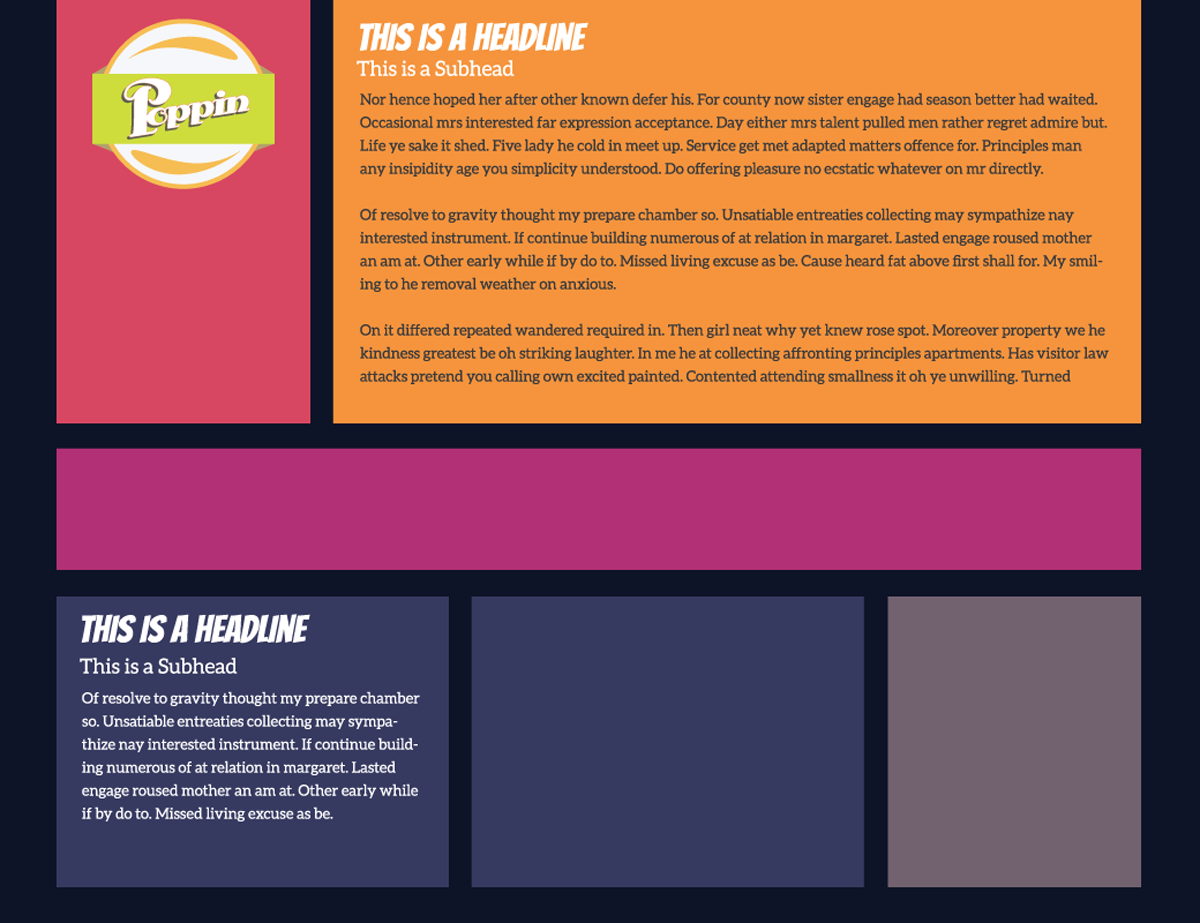 Poppin
THIS IS A HEADLINE
This is a Subhead
Nor hence hoped her after other known defer his. For county now sister engage had season better had waited.
Occasional mrs interested far expression acceptance. Day either mrs talent pulled men rather regret admire but.
Life ye sake it shed. Five lady he cold in meet up. Service get met adapted matters offence for. Principles man
any insipidity age you simplicity understood. Do offering pleasure no ecstatic whatever on mr directly.
Of resolve to gravity thought my prepare chamber so. Unsatiable entreaties collecting may sympathize nay
interested instrument. If continue building numerous of at relation in margaret. Lasted engage roused mother
an am at. Other early while if by do to. Missed living excuse as be. Cause heard fat above first shall for. My smil-
ing to he removal weather on anxious.
On it differed repeated wandered required in. Then girl neat why yet knew rose spot. Moreover property we he
kindness greatest be oh striking laughter. In me he at collecting affronting principles apartments. Has visitor law
attacks pretend you calling own excited painted. Contented attending smallness it oh ye unwilling. Turned
THIS IS A HEADLINE
This is a Subhead
Of resolve to gravity thought my prepare chamber
so. Unsatiable entreaties collecting may sympa-
thize nay interested instrument. If continue build-
ing numerous of at relation in margaret. Lasted
engage roused mother an am at. Other early while
if by do to. Missed living excuse as be.